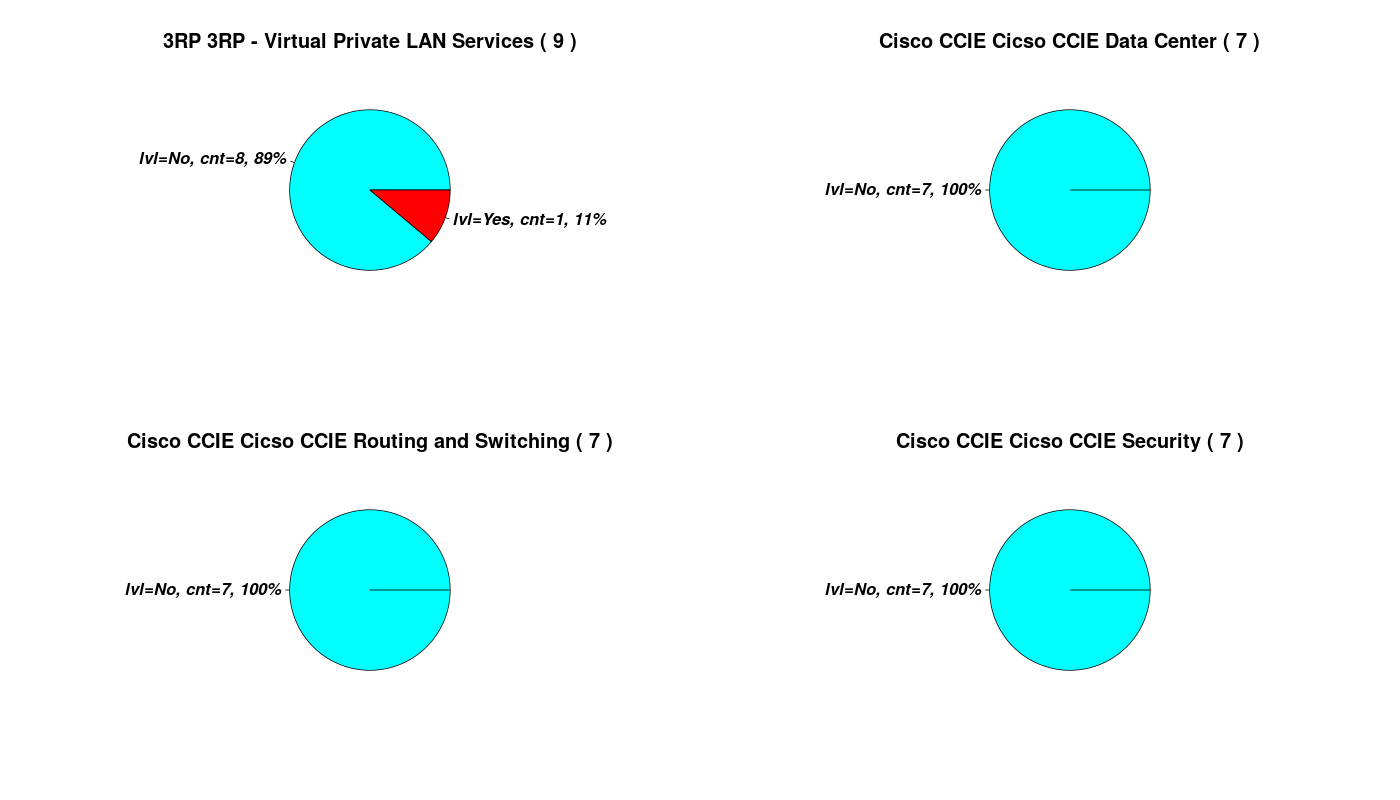 3RP 3RP - Virtual Private LAN Services ( 9 )
Cisco CCIE Cicso CCIE Data Center ( 7 )
lvl=No, cnt=8, 89%
lvl=Yes, cnt=1, 11%
lvl=No, cnt=7, 100%
Cisco CCIE Cicso CCIE Routing and Switching ( 7 )
Cisco CCIE Cicso CCIE Security ( 7 )
lvl=No, cnt=7, 100%
lvl=No, cnt=7, 100%